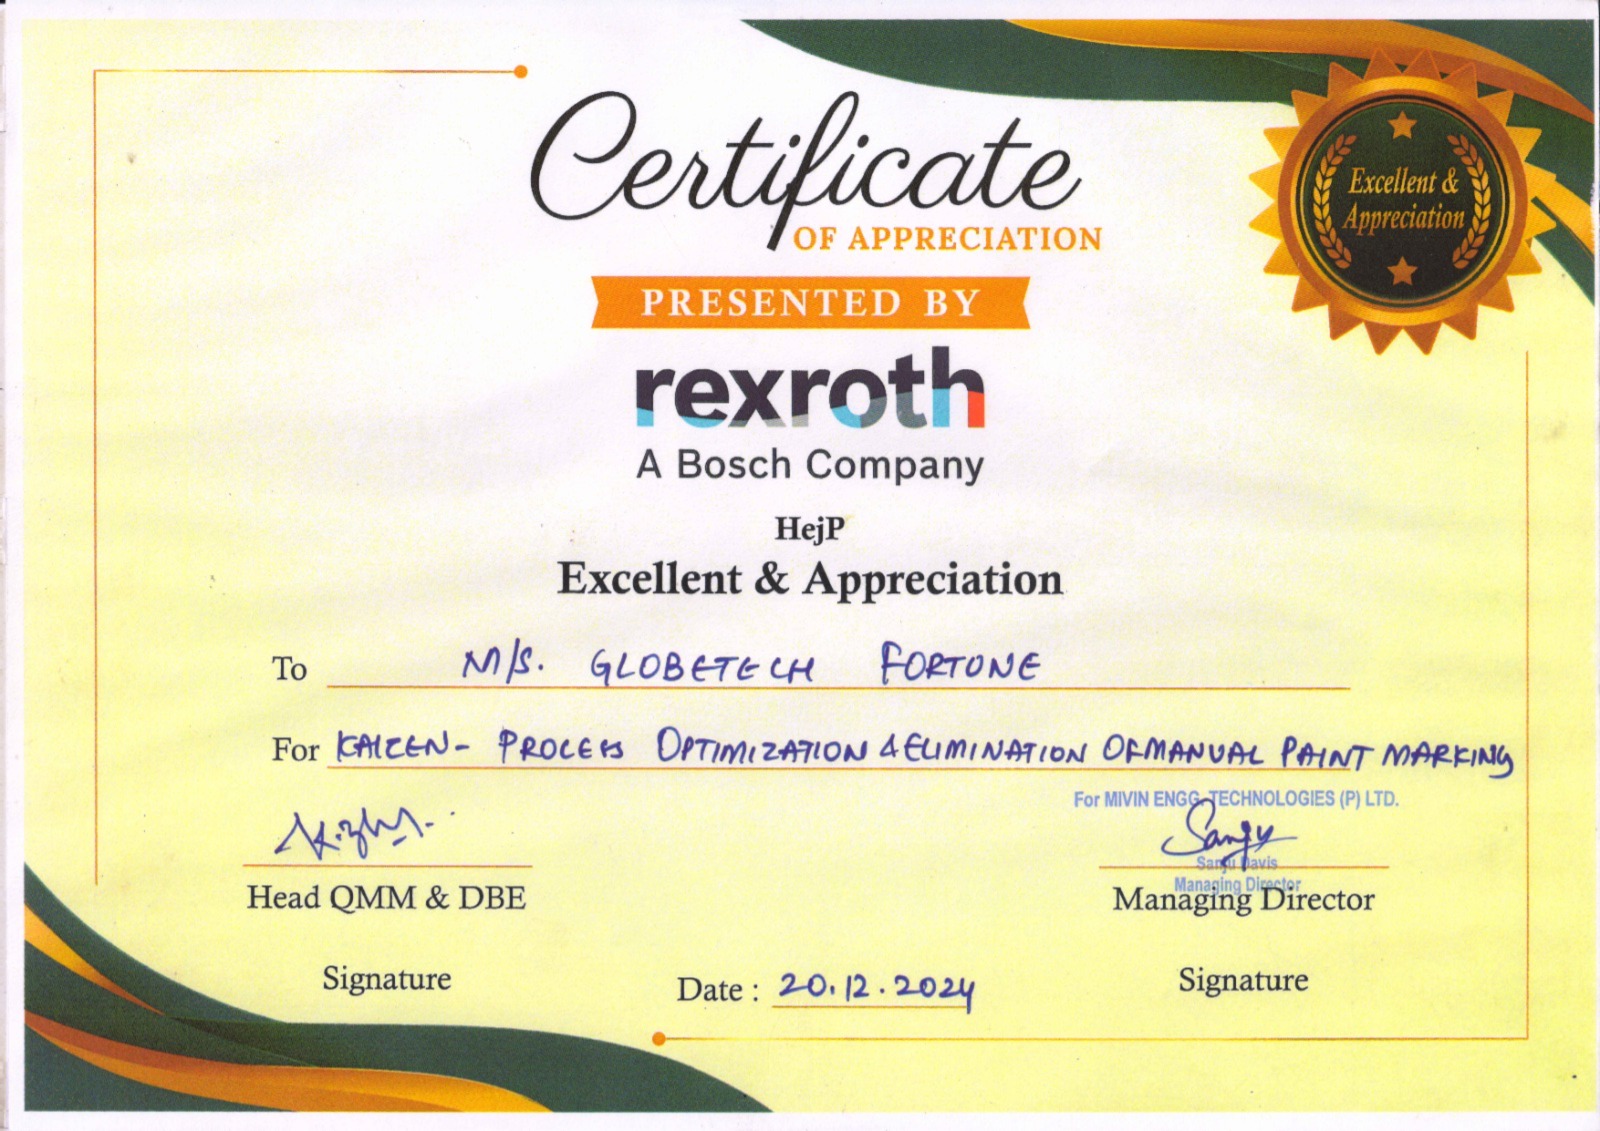 Certificate
OF APPRECIATION
Excellent &
Appreciation
PRESENTED BY
rexroth
A Bosch Company
HejP
Excellent & Appreciation
To M/S. GLOBETECH FORTONE
For KAIZEN- PROCESS OPTIMIZATION & ELIMINATION OF MANUAL PAINT MARKING
For MIVIN ENGG. TECHNOLOGIES (P) LTD.
Sanju
Sanju Davis
Managing Director
Head QMM & DBE
Managing Director
Signature
Date : 20.12.2024
Signature